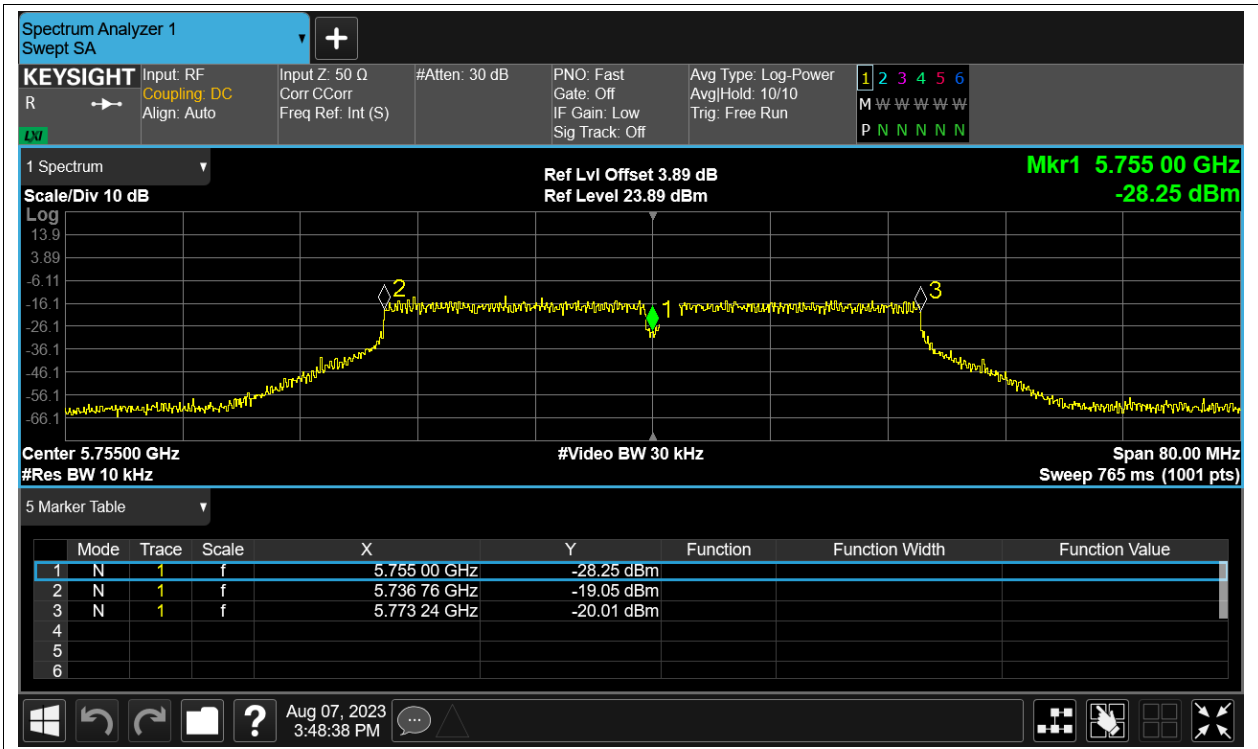 Spectrum Analyzer 1
Swept SA
KEYSIGHT Input: RF Input Z: 50 Ω #Atten: 30 dB PNO: Fast Avg Type: Log-Power 1 2 3 4 5 6
R Coupling: DC Corr CCorr Gate: Off Avg|Hold: 10/10 M W W W W W
Align: Auto Freq Ref: Int (S) IF Gain: Low Trig: Free Run
LXI Sig Track: Off P N N N N N
1 Spectrum Ref Lvl Offset 3.89 dB Mkr1 5.755 00 GHz
Scale/Div 10 dB Ref Level 23.89 dBm -28.25 dBm
Log
13.9
3.89
-6.11
2 3
-16.1 1
-26.1
-36.1
-46.1
-56.1
-66.1
Center 5.75500 GHz #Video BW 30 kHz Span 80.00 MHz
#Res BW 10 kHz Sweep 765 ms (1001 pts)
5 Marker Table
Mode Trace Scale X Y Function Function Width Function Value
1 N 1 f 5.755 00 GHz -28.25 dBm
2 N 1 f 5.736 76 GHz -19.05 dBm
3 N 1 f 5.773 24 GHz -20.01 dBm
4
5
6
? Aug 07, 2023
3:48:38 PM